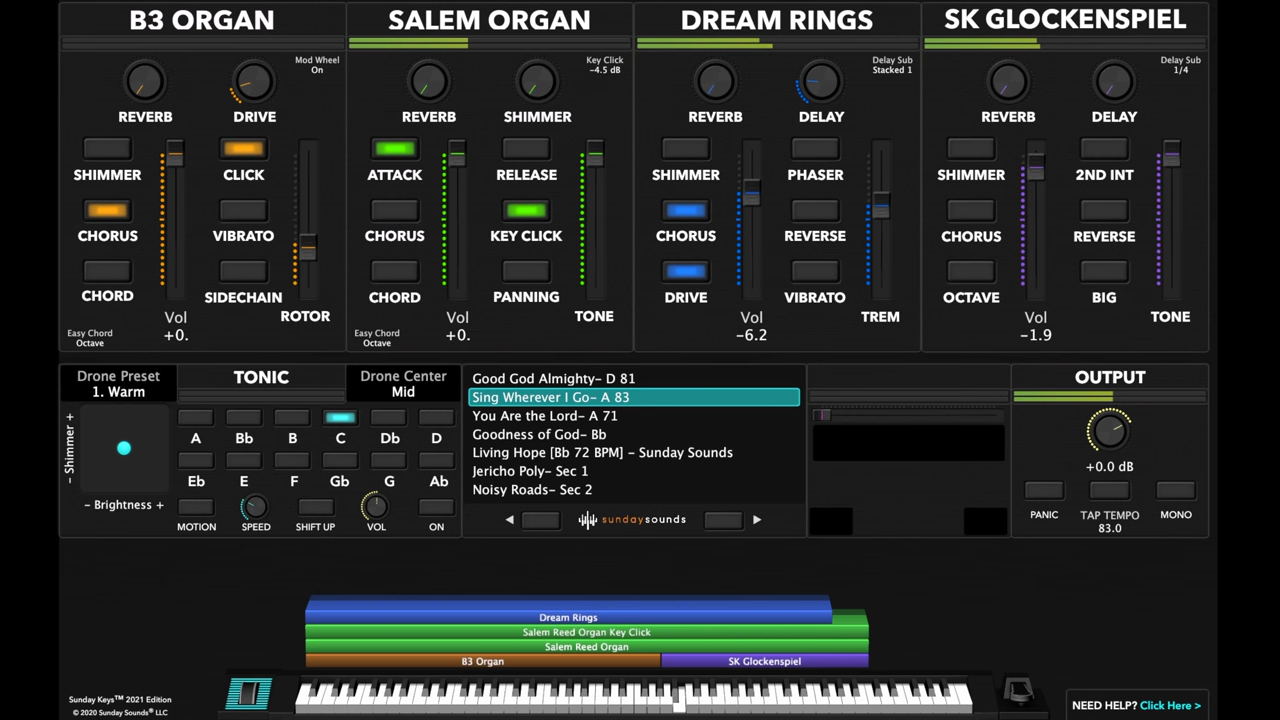 B3 ORGAN
SALEM ORGAN
DREAM RINGS
SK GLOCKENSPIEL
Mod Wheel
On
REVERB
DRIVE
SHIMMER
CLICK
CHORUS
VIBRATO
CHORD
SIDECHAIN
Vol
+0.
ROTOR
Easy Chord
Octave
Key Click
-4.5 dB
REVERB
SHIMMER
ATTACK
RELEASE
CHORUS
KEY CLICK
CHORD
PANNING
Vol
+0.
TONE
Easy Chord
Octave
Delay Sub
Stacked 1
REVERB
DELAY
SHIMMER
PHASER
CHORUS
REVERSE
DRIVE
VIBRATO
Vol
-6.2
TREM
Delay Sub
1/4
REVERB
DELAY
SHIMMER
2ND INT
CHORUS
REVERSE
OCTAVE
BIG
Vol
-1.9
TONE
Drone Preset
1. Warm
TONIC
Drone Center
Mid
- Shimmer +
- Brightness +
A Bb B C Db D
Eb E F Gb G Ab
MOTION SPEED SHIFT UP VOL ON
Good God Almighty- D 81
Sing Wherever I Go- A 83
You Are the Lord- A 71
Goodness of God- Bb
Living Hope [Bb 72 BPM] - Sunday Sounds
Jericho Poly- Sec 1
Noisy Roads- Sec 2
sundaysounds
OUTPUT
+0.0 dB
PANIC
TAP TEMPO
83.0
MONO
Dream Rings
Salem Reed Organ Key Click
Salem Reed Organ
B3 Organ
SK Glockenspiel
Sunday Keys™ 2021 Edition
© 2020 Sunday Sounds® LLC
NEED HELP? Click Here >